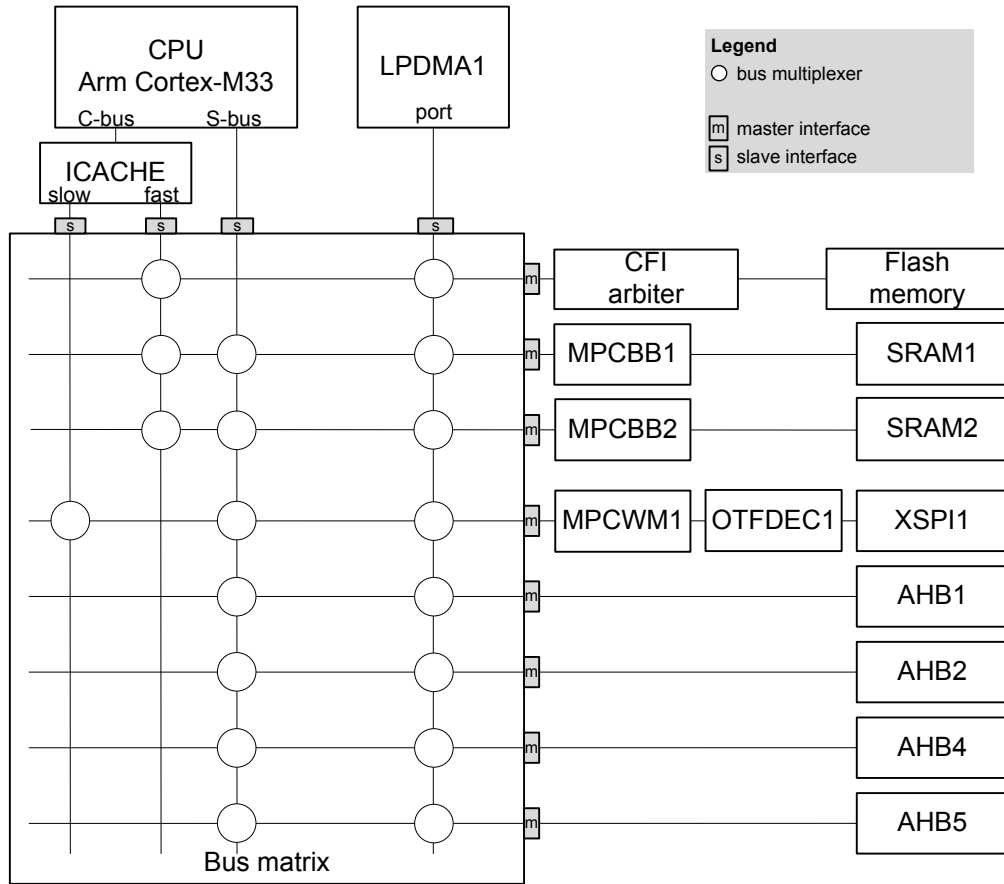 CPU
Arm Cortex-M33
C-bus
S-bus
LPDMA1
port
Legend
bus multiplexer
m master interface
s slave interface
ICACHE
slow
fast
s
s
s
s
m
CFI
arbiter
Flash
memory
m
MPCBB1
SRAM1
m
MPCBB2
SRAM2
m
MPCWM1
OTFDEC1
XSPI1
m
AHB1
m
AHB2
m
AHB4
m
AHB5
Bus matrix